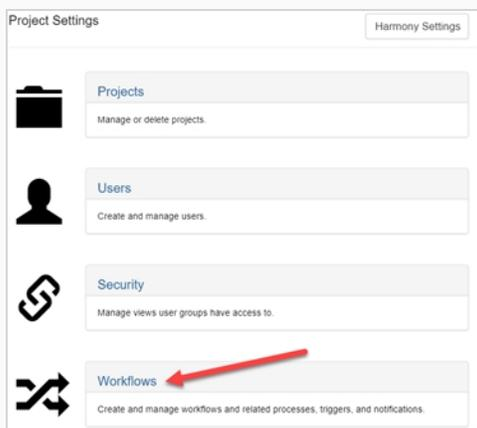 Project Settings
Harmony Settings
Projects
Manage or delete projects.
Users
Create and manage users.
Security
Manage views user groups have access to.
Workflows
Create and manage workflows and related processes, triggers, and notifications.